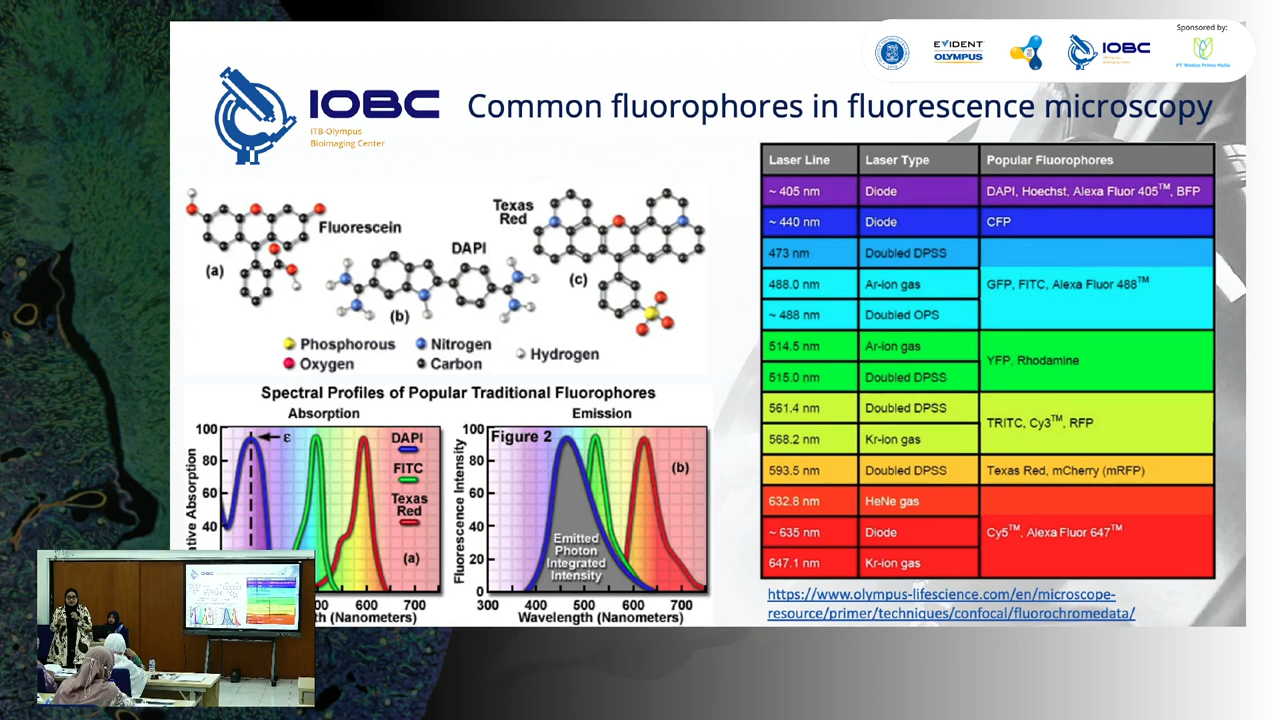 Sponsored by:
EVIDENT
OLYMPUS
IOBC
PT Wadya Prima Mulia
IOBC
ITB-Olympus
Bioimaging Center
Common fluorophores in fluorescence microscopy
Fluorescein
(a)
DAPI
(b)
Texas
Red
(c)
Phosphorous
Nitrogen
Hydrogen
Oxygen
Carbon
Spectral Profiles of Popular Traditional Fluorophores
Absorption
100
80
60
40
ε
DAPI
FITC
Texas
Red
(a)
600
700
(Nanometers)
Emission
Figure 2
(b)
Fluorescence Intensity
100
80
60
40
20
0
Emitted
Photon
Integrated
Intensity
300 400 500 600 700
Wavelength (Nanometers)
Laser Line Laser Type Popular Fluorophores
~ 405 nm Diode DAPI, Hoechst, Alexa Fluor 405™, BFP
~ 440 nm Diode CFP
473 nm Doubled DPSS
488.0 nm Ar-ion gas GFP, FITC, Alexa Fluor 488™
~ 488 nm Doubled OPS
514.5 nm Ar-ion gas
YFP, Rhodamine
515.0 nm Doubled DPSS
561.4 nm Doubled DPSS
TRITC, Cy3™, RFP
568.2 nm Kr-ion gas
593.5 nm Doubled DPSS Texas Red, mCherry (mRFP)
632.8 nm HeNe gas
~ 635 nm Diode Cy5™, Alexa Fluor 647™
647.1 nm Kr-ion gas
https://www.olympus-lifescience.com/en/microscope-
resource/primer/techniques/confocal/fluorochromedata/